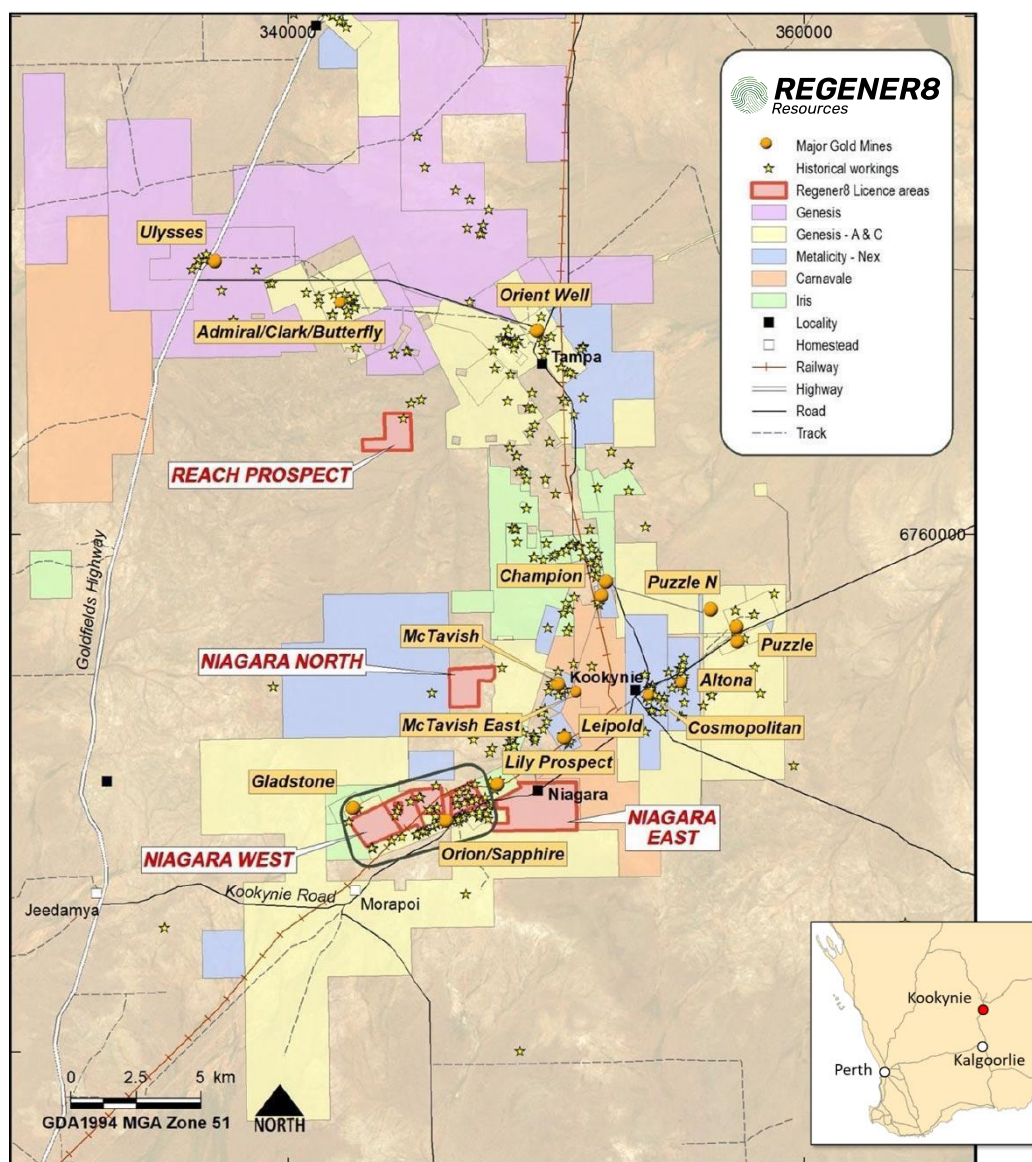 340000
360000
REGENER8
Resources
Major Gold Mines
Historical workings
Regener8 Licence areas
Genesis
Genesis - A & C
Metalicity - Nex
Carnavale
Iris
Locality
Homestead
Railway
Highway
Road
Track
Ulysses
Orient Well
Admiral/Clark/Butterfly
Tampa
REACH PROSPECT
6760000
Goldfields Highway
Champion
Puzzle N
McTavish
Puzzle
NIAGARA NORTH
Kookynie
Altona
McTavish East
Leipold
Cosmopolitan
Lily Prospect
Gladstone
Niagara
NIAGARA
EAST
NIAGARA WEST
Orion/Sapphire
Kookynie Road
Jeedamya
Morapoi
0 2.5 5 km
GDA1994 MGA Zone 51
NORTH
Kookynie
Kalgoorlie
Perth